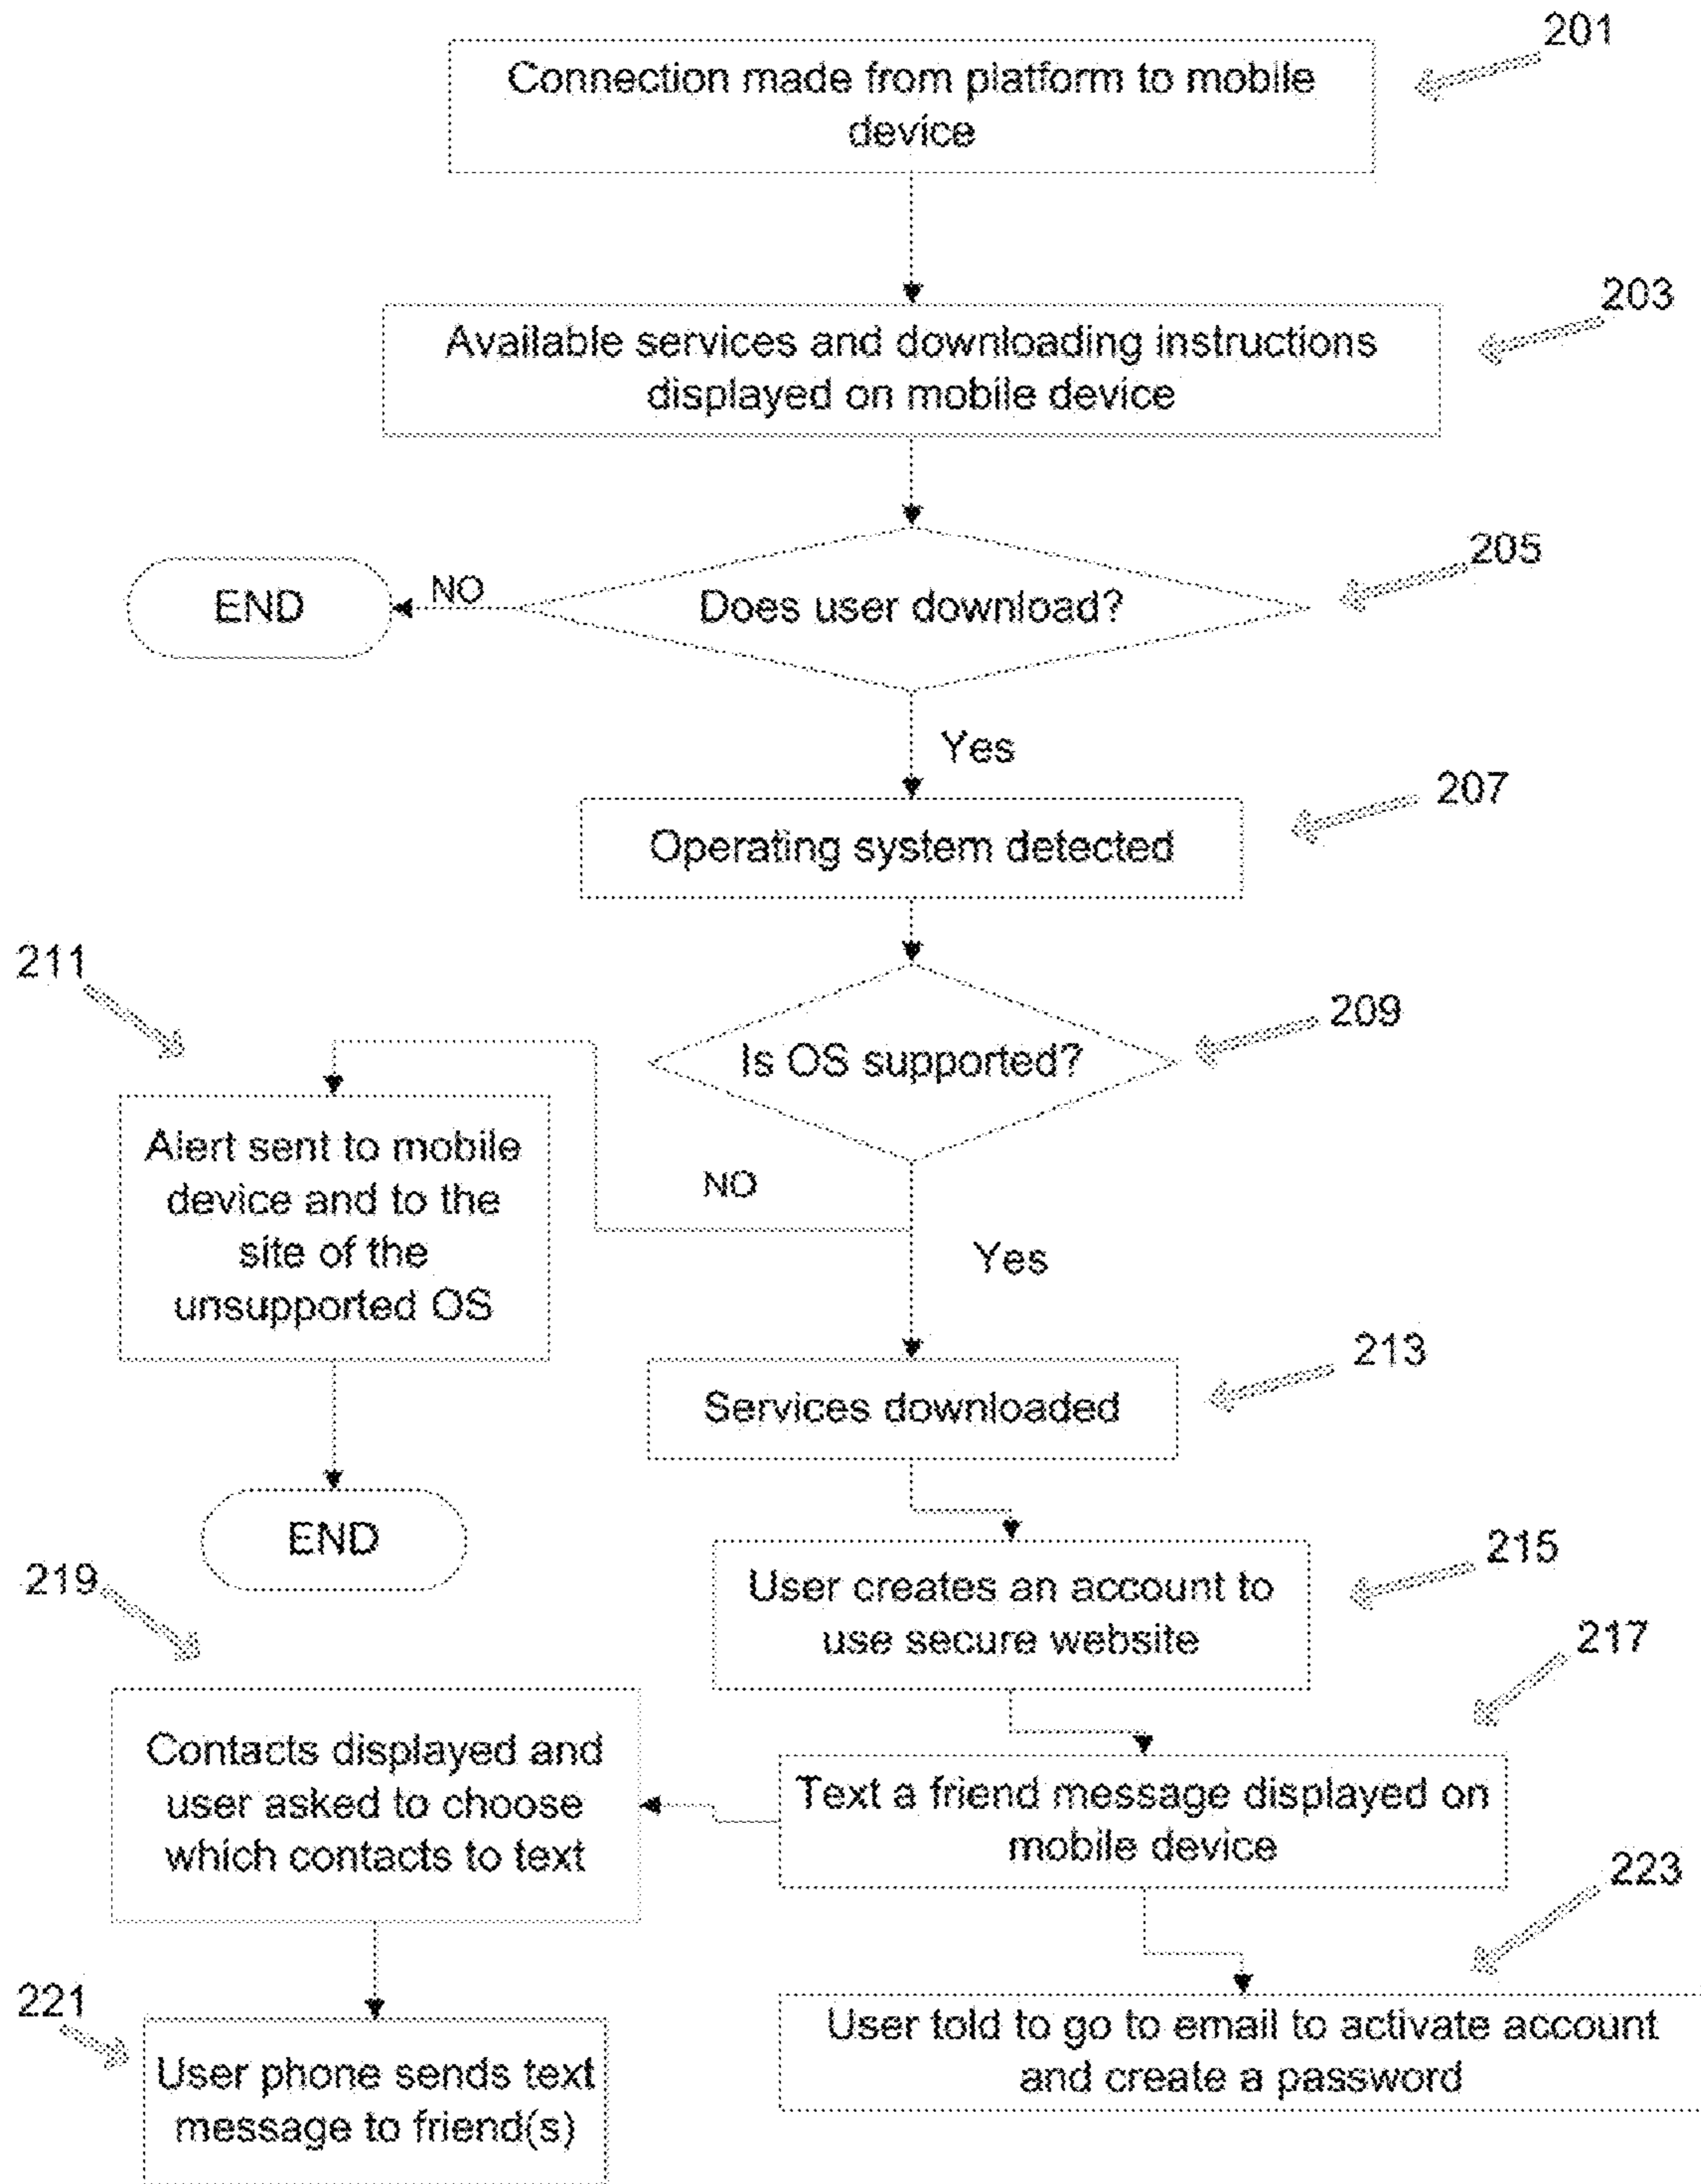 201
Connection made from platform to mobile
device
203
Available services and downloading instructions
displayed on mobile device
205
END
NO
Does user download?
Yes
207
Operating system detected
211
209
Is OS supported?
Alert sent to mobile
device and to the
site of the
unsupported OS
NO
Yes
213
Services downloaded
END
219
215
User creates an account to
use secure website
217
Contacts displayed and
user asked to choose
which contacts to text
Text a friend message displayed on
mobile device
223
221
User phone sends text
message to friend(s)
User told to go to email to activate account
and create a password